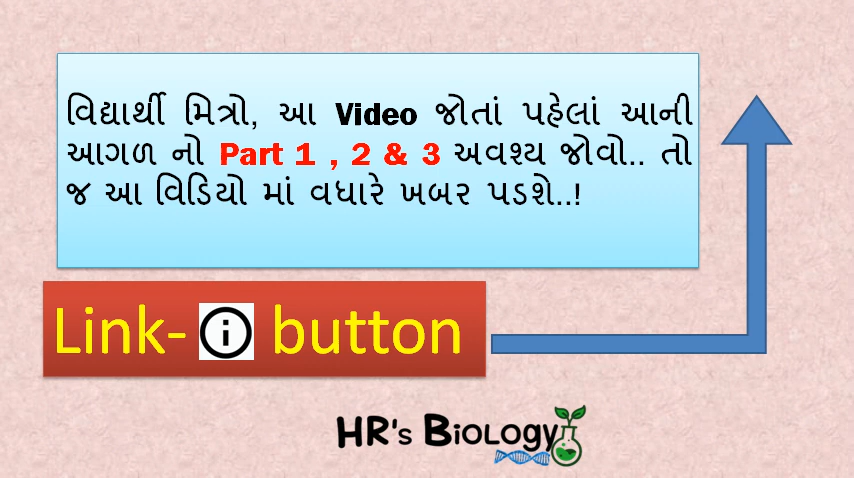 વિદ્યાર્થી મિત્રો, આ Video જોતાં પહેલાં આની
આગળ નો Part 1 , 2 & 3 અવશ્ય જોવો.. તો
જ આ વિડિયો માં વધારે ખબર પડશે..!
Link- i button
HR's Biology